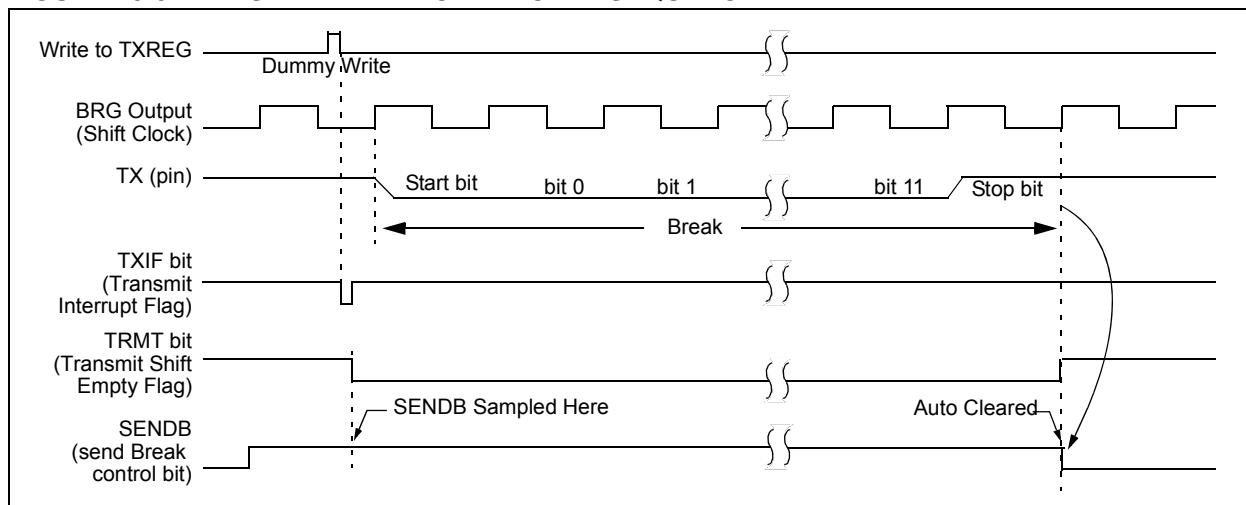 Write to TXREG
Dummy Write
BRG Output
(Shift Clock)
TX (pin)
Start bit
bit 0
bit 1
bit 11
Stop bit
Break
TXIF bit
(Transmit
Interrupt Flag)
TRMT bit
(Transmit Shift
Empty Flag)
SENDB Sampled Here
Auto Cleared
SENDB
(send Break
control bit)